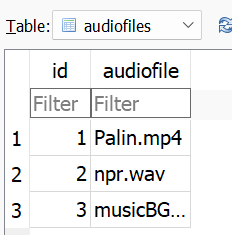 Table: audiofiles
id audiofile
Filter Filter
1 1 Palin.mp4
2 2 npr.wav
3 3 musicBG...